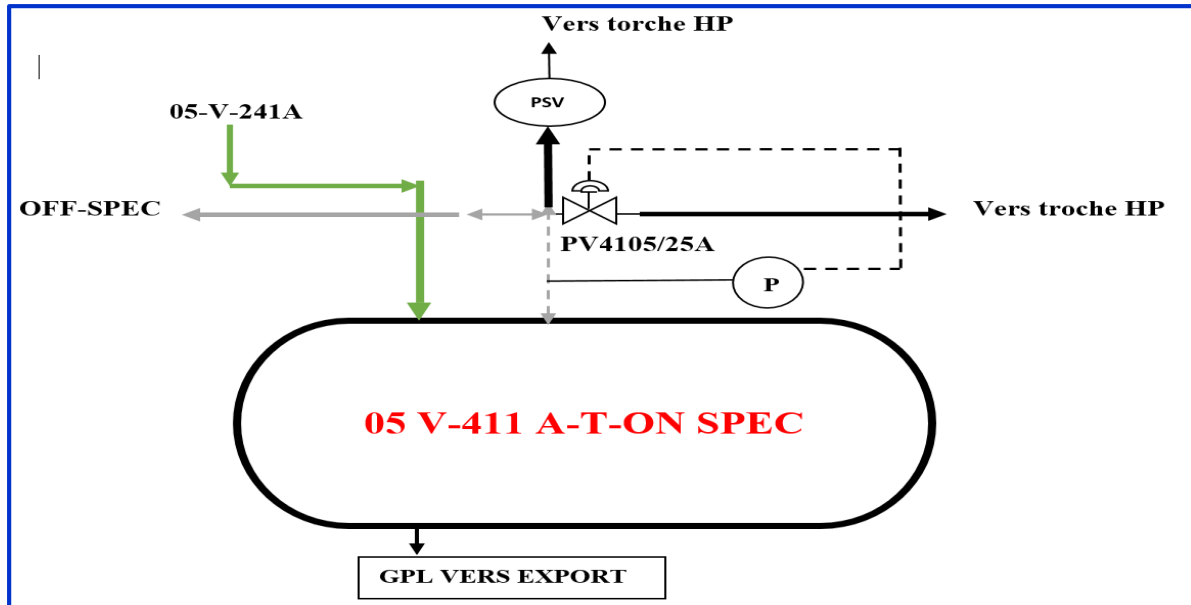 Vers torche HP
PSV
05-V-241A
OFF-SPEC
Vers troche HP
PV4105/25A
P
05 V-411 A-T-ON SPEC
GPL VERS EXPORT